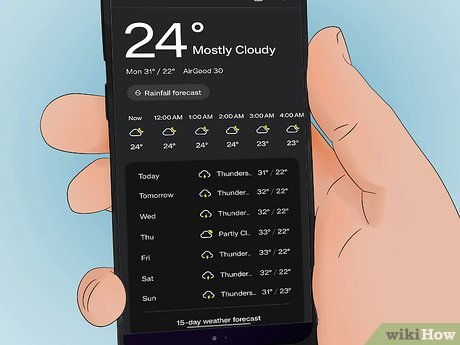 24°
Mostly Cloudy
Mon 31° / 22° AirGood 30
Rainfall forecast
Now 12:00 AM 1:00 AM 2:00 AM 3:00 AM 4:00 AM
24° 24° 24° 24° 23° 23°
Today Thunders.. 31° / 22°
Tomorrow Thunder.. 32° / 22°
Wed Thunder.. 32° / 22°
Thu Partly Cl.. 33° / 22°
Fri Thunder.. 33° / 22°
Sat Thunder.. 32° / 22°
Sun Thunders.. 31° / 23°
15-day weather forecast
wikiHow